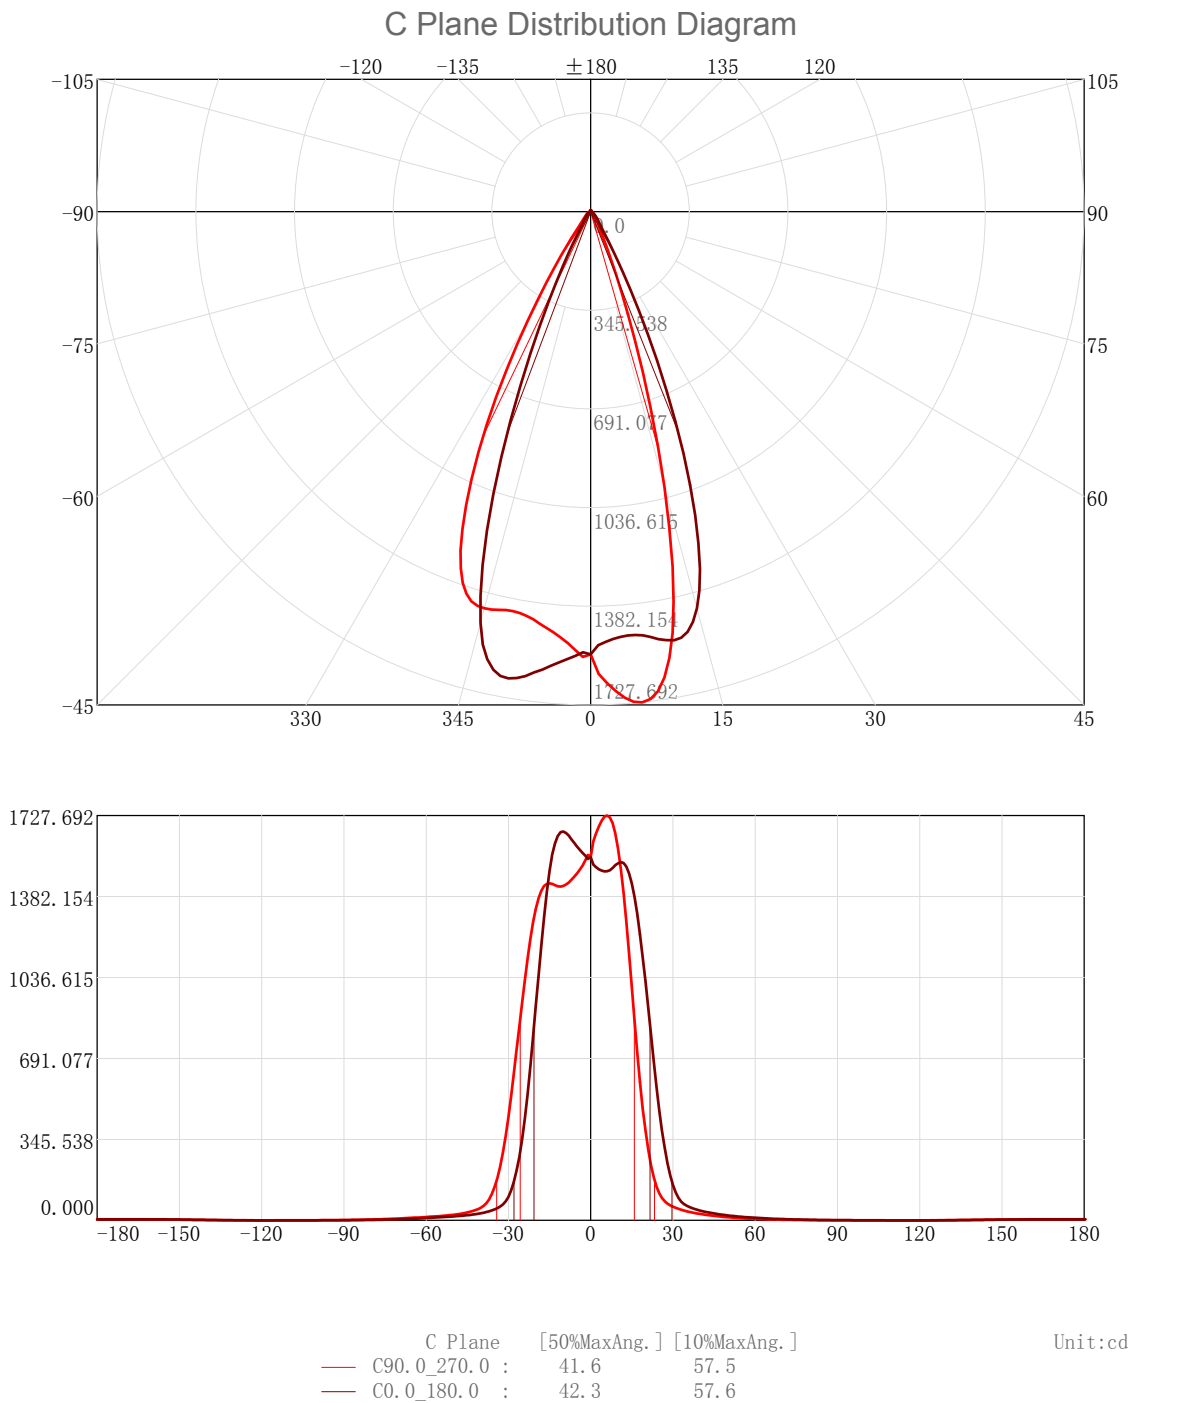 C Plane Distribution Diagram
-120 -135 ±180 135 120
-105 105
-90 90
.0
345.538
-75 75
691.077
-60 60
1036.615
1382.154
1727.692
-45 330 345 0 15 30 45
1727.692
1382.154
1036.615
691.077
345.538
0.000
-180 -150 -120 -90 -60 -30 0 30 60 90 120 150 180
C Plane [50%MaxAng.] [10%MaxAng.] Unit:cd
C90.0_270.0 : 41.6 57.5
C0.0_180.0 : 42.3 57.6